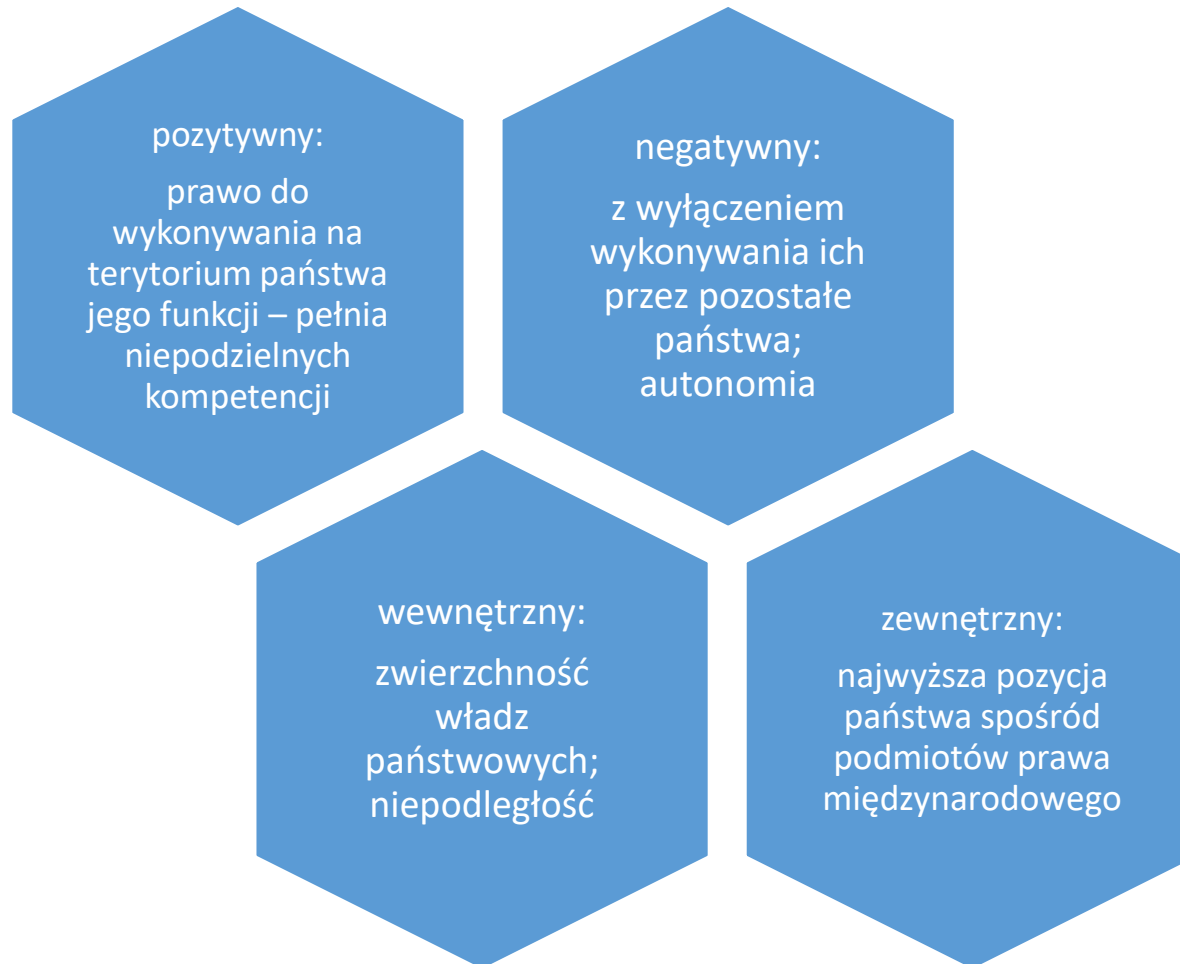 pozytywny:
prawo do
wykonywania na
terytorium państwa
jego funkcji – pełnia
niepodzielnych
kompetencji
negatywny:
z wyłączeniem
wykonywania ich
przez pozostałe
państwa;
autonomia
wewnętrzny:
zwierzchność
władz
państwowych;
niepodległość
zewnętrzny:
najwyższa pozycja
państwa spośród
podmiotów prawa
międzynarodowego